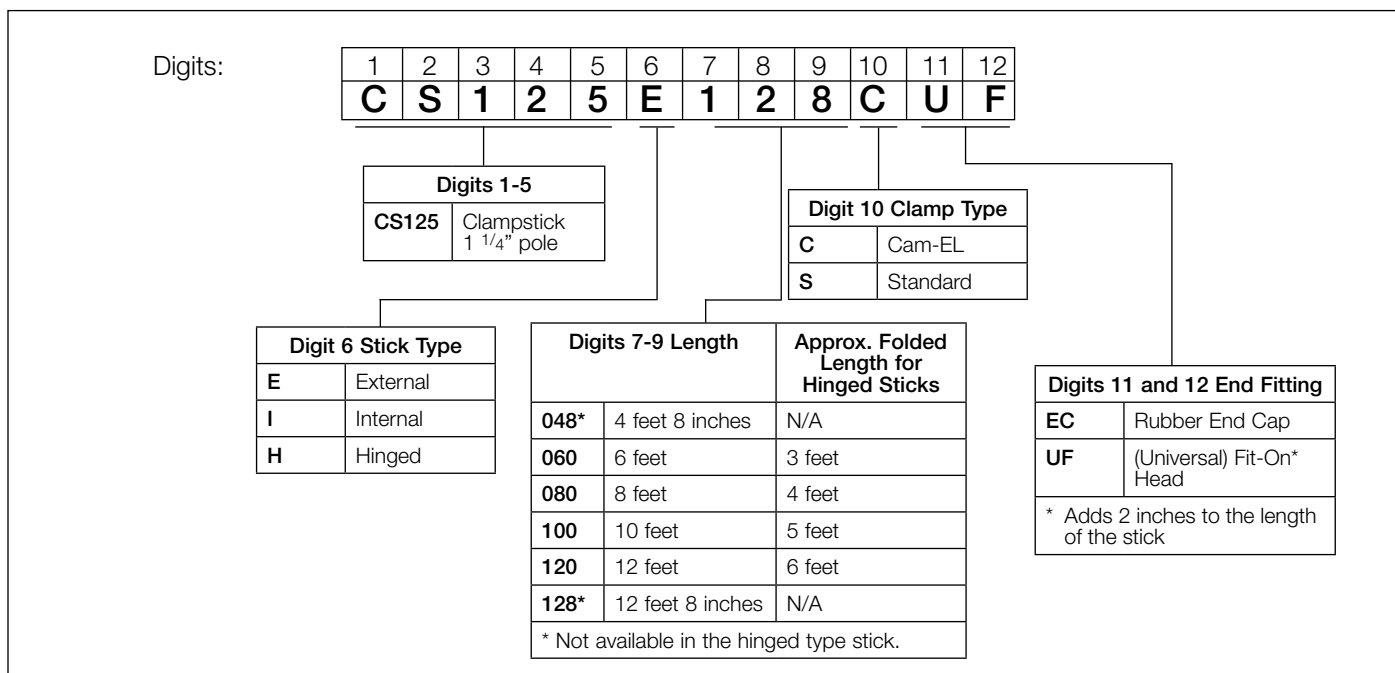 Digits:
1 2 3 4 5 6 7 8 9 10 11 12
C S 1 2 5 E 1 2 8 C U F
Digits 1-5
CS125 Clampstick
1 1/4” pole
Digit 10 Clamp Type
C Cam-EL
S Standard
Digit 6 Stick Type
E External
I Internal
H Hinged
Digits 7-9 Length Approx. Folded
Length for
Hinged Sticks
048* 4 feet 8 inches N/A
060 6 feet 3 feet
080 8 feet 4 feet
100 10 feet 5 feet
120 12 feet 6 feet
128* 12 feet 8 inches N/A
* Not available in the hinged type stick.
Digits 11 and 12 End Fitting
EC Rubber End Cap
UF (Universal) Fit-On*
Head
* Adds 2 inches to the length
of the stick